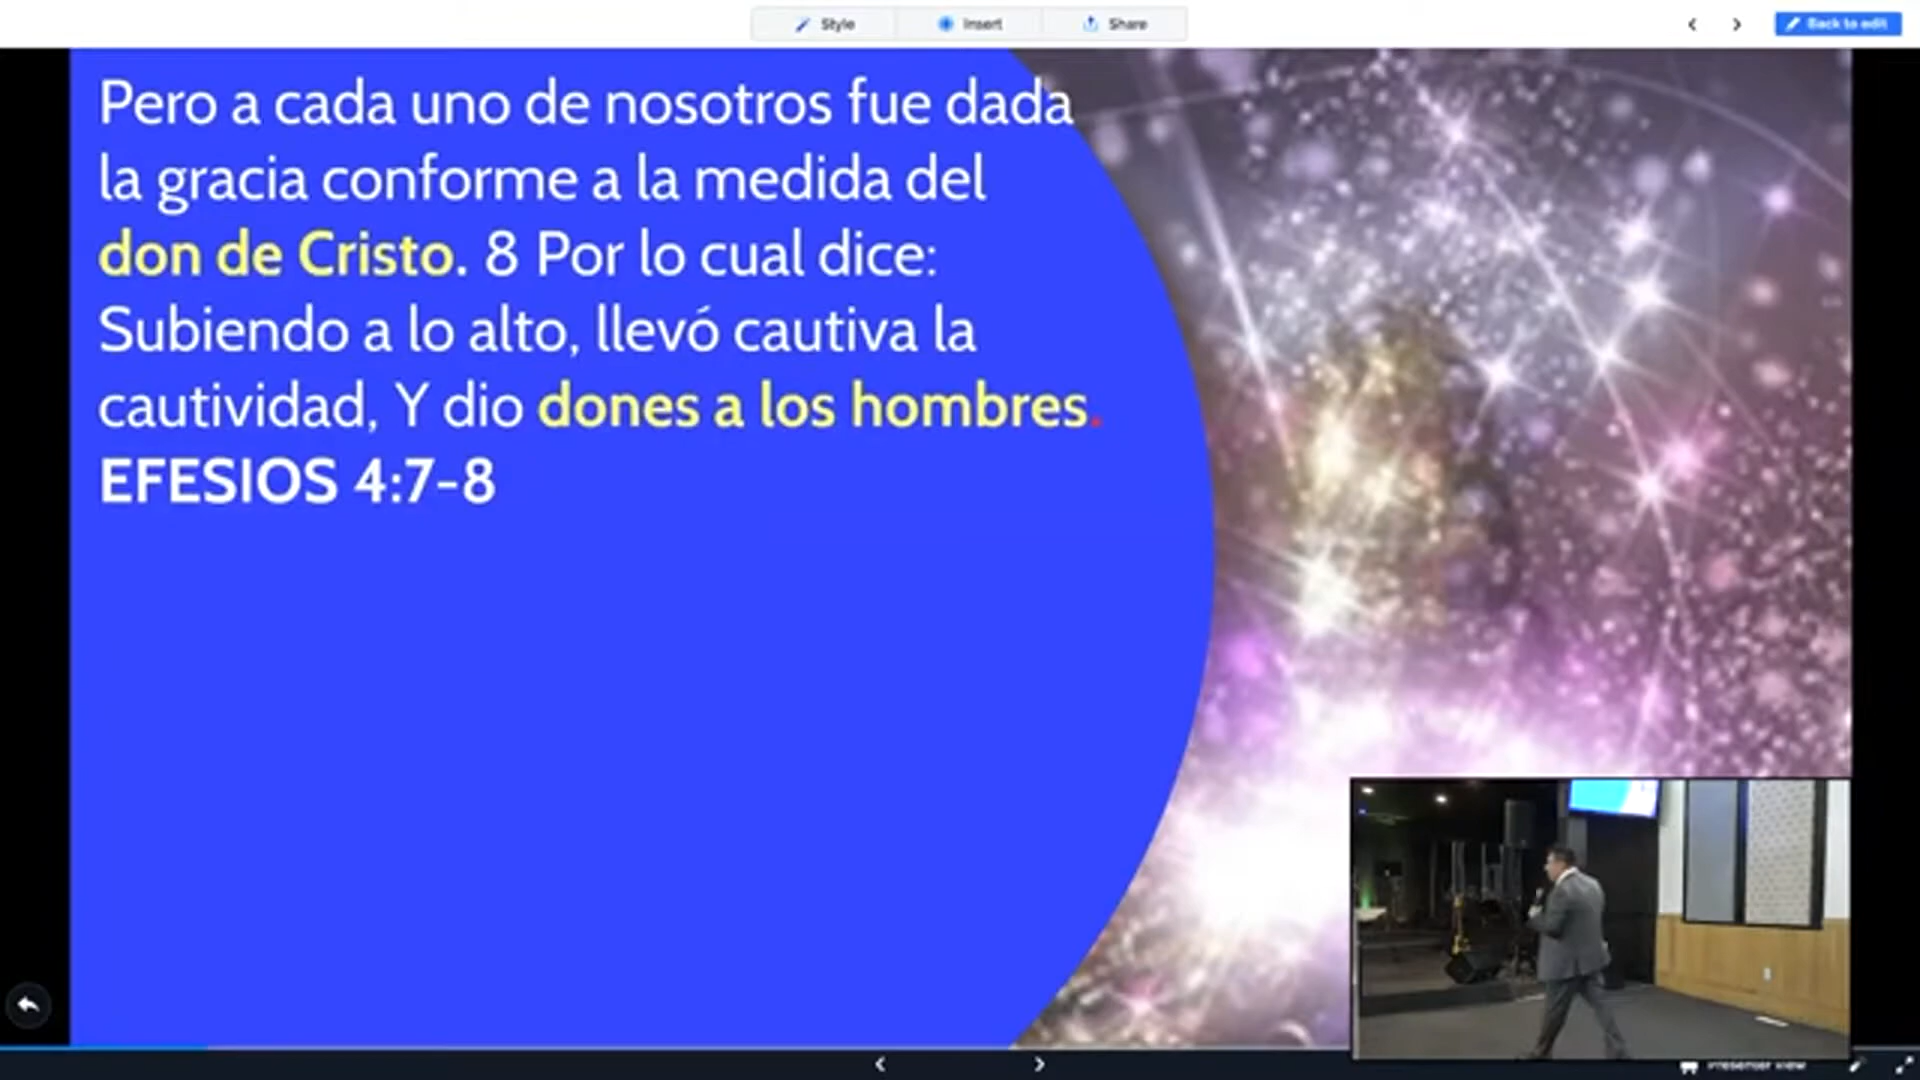 Style
Insert
Share
Back to edit
Pero a cada uno de nosotros fue dada
la gracia conforme a la medida del
don de Cristo. 8 Por lo cual dice:
Subiendo a lo alto, llevó cautiva la
cautividad, Y dio dones a los hombres.
EFESIOS 4:7-8
Presenter view